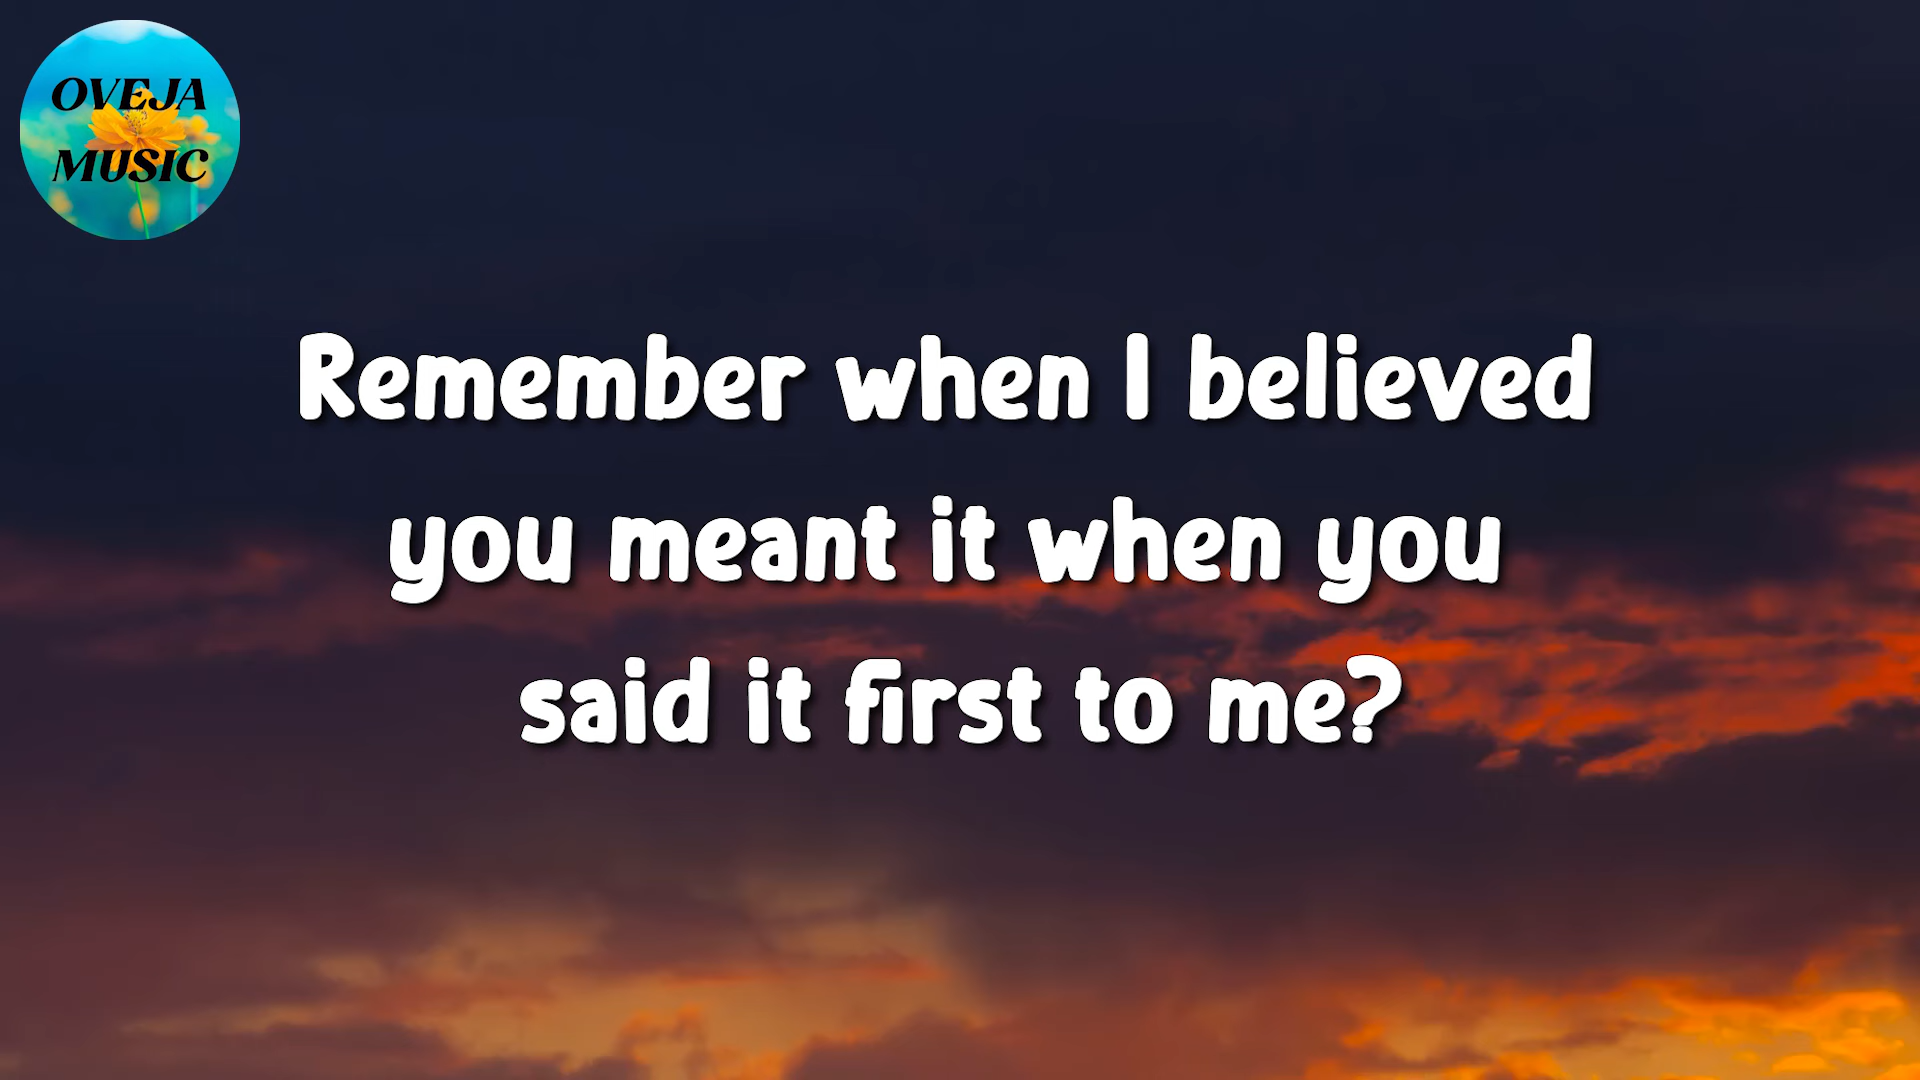 OVEJA
MUSIC
Remember when I believed
you meant it when you
said it first to me?